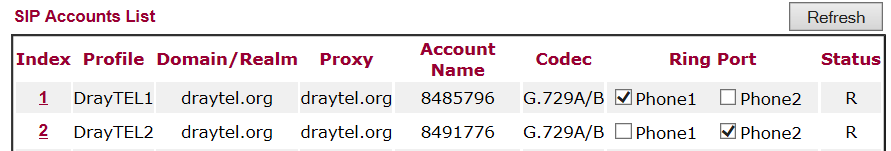 SIP Accounts List Refresh
Index Profile Domain/Realm Proxy Account Name Codec Ring Port Status
1 DrayTEL1 draytel.org draytel.org 8485796 G.729A/B Phone1 Phone2 R
2 DrayTEL2 draytel.org draytel.org 8491776 G.729A/B Phone1 Phone2 R